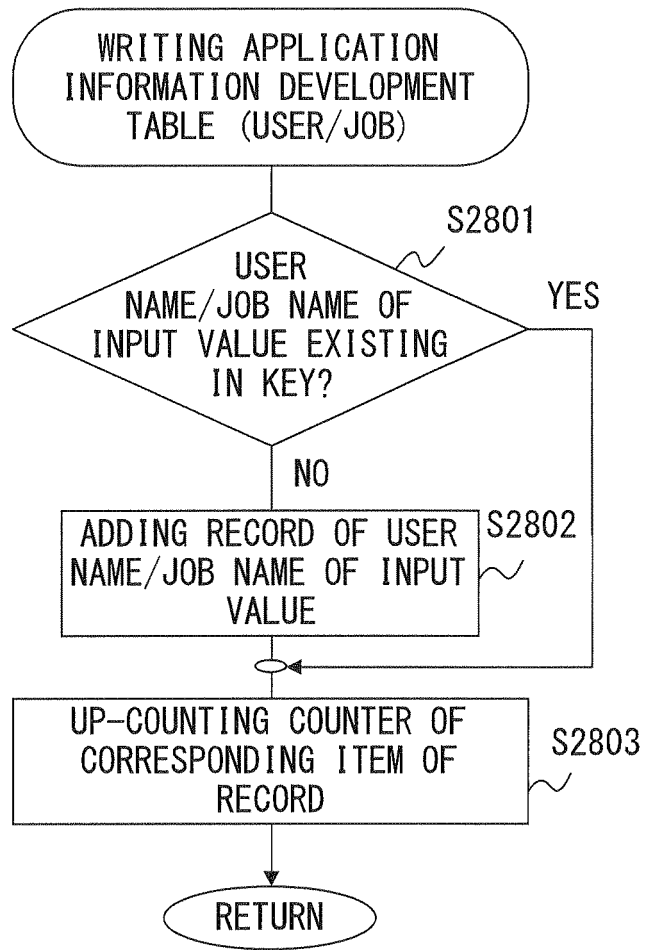 WRITING APPLICATION
INFORMATION DEVELOPMENT
TABLE (USER/JOB)
S2801
USER
NAME/JOB NAME OF
INPUT VALUE EXISTING
IN KEY?
YES
NO
ADDING RECORD OF USER
NAME/JOB NAME OF INPUT
VALUE
S2802
UP-COUNTING COUNTER OF
CORRESPONDING ITEM OF
RECORD
S2803
RETURN